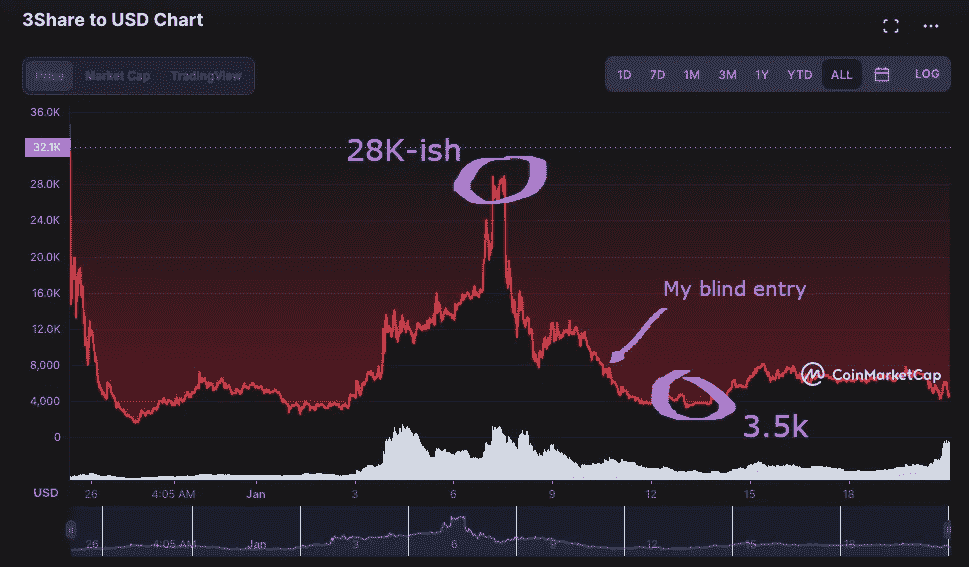 3Share to USD Chart
Price Market Cap TradingView
1D 7D 1M 3M 1Y YTD ALL LOG
36.0K
32.1K
28K-ish
28.0K
24.0K
20.0K
16.0K
My blind entry
12.0K
8,000
CoinMarketCap
4,000
3.5k
0
USD
26 4:05 AM Jan 3 6 9 12 15 18
26 4:05 AM Jan 3 6 9 12 15 18